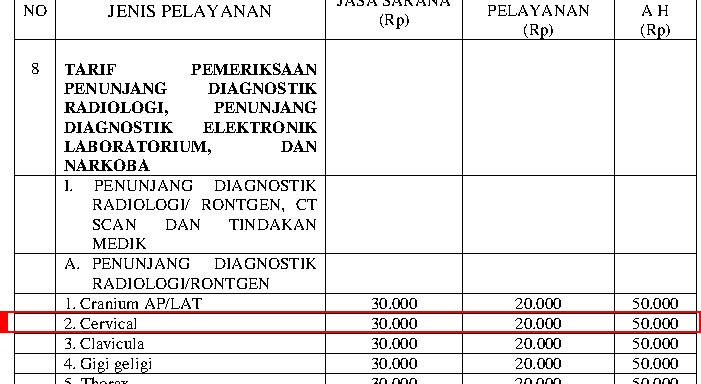 NO JENIS PELAYANAN JASA SARANA (Rp) PELAYANAN (Rp) A H (Rp)
8 TARIF PEMERIKSAAN
PENUNJANG DIAGNOSTIK
RADIOLOGI, PENUNJANG
DIAGNOSTIK ELEKTRONIK
LABORATORIUM, DAN
NARKOBA
I. PENUNJANG DIAGNOSTIK
RADIOLOGI/ RONTGEN, CT
SCAN DAN TINDAKAN
MEDIK
A. PENUNJANG DIAGNOSTIK
RADIOLOGI/RONTGEN
1. Cranium AP/LAT 30.000 20.000 50.000
2. Cervical 30.000 20.000 50.000
3. Clavicula 30.000 20.000 50.000
4. Gigi geligi 30.000 20.000 50.000
5. Thorax 30.000 20.000 50.000